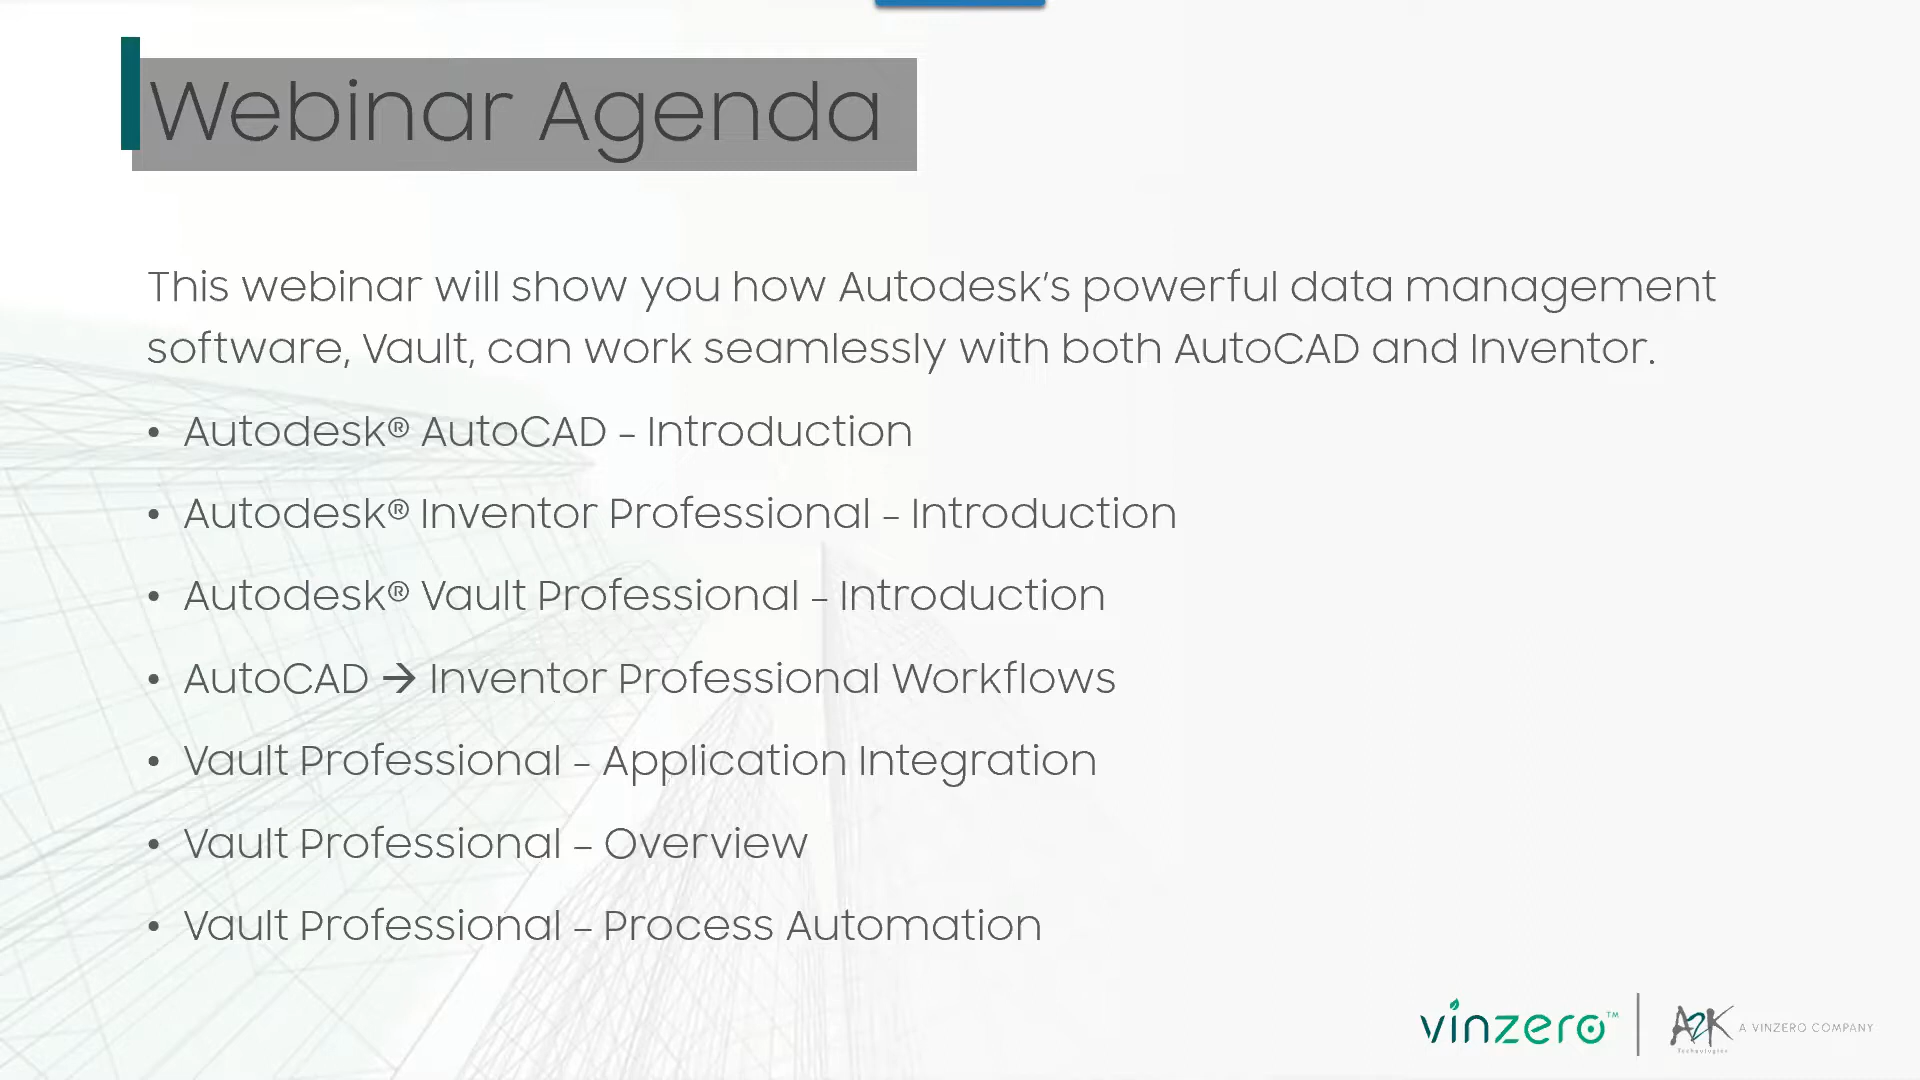 Webinar Agenda
This webinar will show you how Autodesk's powerful data management
software, Vault, can work seamlessly with both AutoCAD and Inventor.
• Autodesk® AutoCAD – Introduction
• Autodesk® Inventor Professional – Introduction
• Autodesk® Vault Professional – Introduction
• AutoCAD → Inventor Professional Workflows
• Vault Professional – Application Integration
• Vault Professional – Overview
• Vault Professional – Process Automation
vinzero™
A2K
Technologies
A VINZERO COMPANY